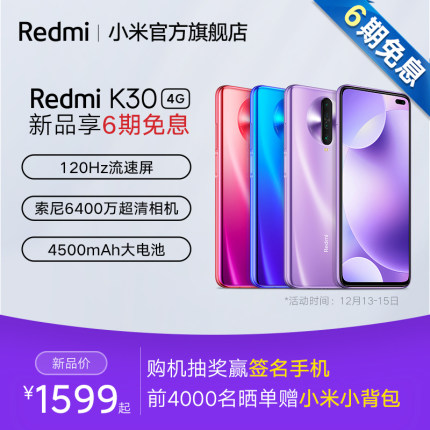 Redmi | 小米官方旗舰店
6期免息
Redmi K30 4G
新品享6期免息
120Hz流速屏
索尼6400万超清相机
4500mAh大电池
Redmi
*活动时间：12月13-15日
新品价
¥1599起
购机抽奖赢签名手机
前4000名晒单赠小米小背包